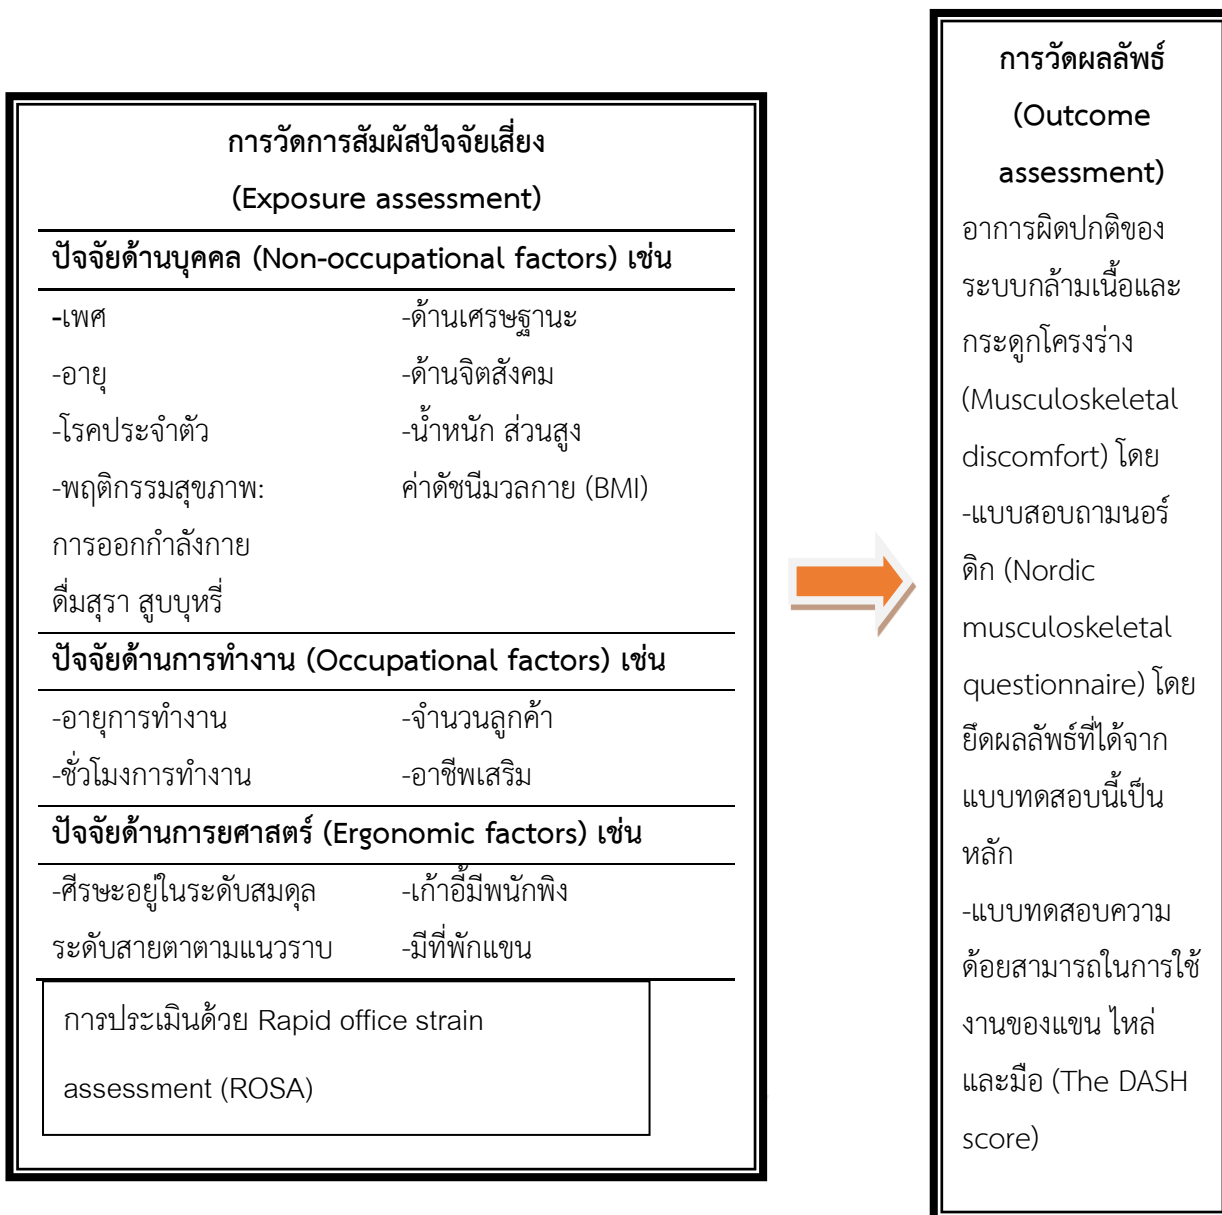 การวัดการสัมผัสปัจจัยเสี่ยง
(Exposure assessment)
ปัจจัยด้านบุคคล (Non-occupational factors) เช่น
-เพศ
-อายุ
-โรคประจำตัว
-พฤติกรรมสุขภาพ:
การออกกำลังกาย
ดื่มสุรา สูบบุหรี่
-ด้านเศรษฐานะ
-ด้านจิตสังคม
-น้ำหนัก ส่วนสูง
ค่าดัชนีมวลกาย (BMI)
ปัจจัยด้านการทำงาน (Occupational factors) เช่น
-อายุการทำงาน
-ชั่วโมงการทำงาน
-จำนวนลูกค้า
-อาชีพเสริม
ปัจจัยด้านการยศาสตร์ (Ergonomic factors) เช่น
-ศีรษะอยู่ในระดับสมดุล
ระดับสายตาตามแนวราบ
-เก้าอี้มีพนักพิง
-มีที่พักแขน
การประเมินด้วย Rapid office strain
assessment (ROSA)
การวัดผลลัพธ์
(Outcome
assessment)
อาการผิดปกติของ
ระบบกล้ามเนื้อและ
กระดูกโครงร่าง
(Musculoskeletal
discomfort) โดย
-แบบสอบถามนอร์
ดิก (Nordic
musculoskeletal
questionnaire) โดย
ยึดผลลัพธ์ที่ได้จาก
แบบทดสอบนี้เป็น
หลัก
-แบบทดสอบความ
ด้อยสามารถในการใช้
งานของแขน ไหล่
และมือ (The DASH
score)